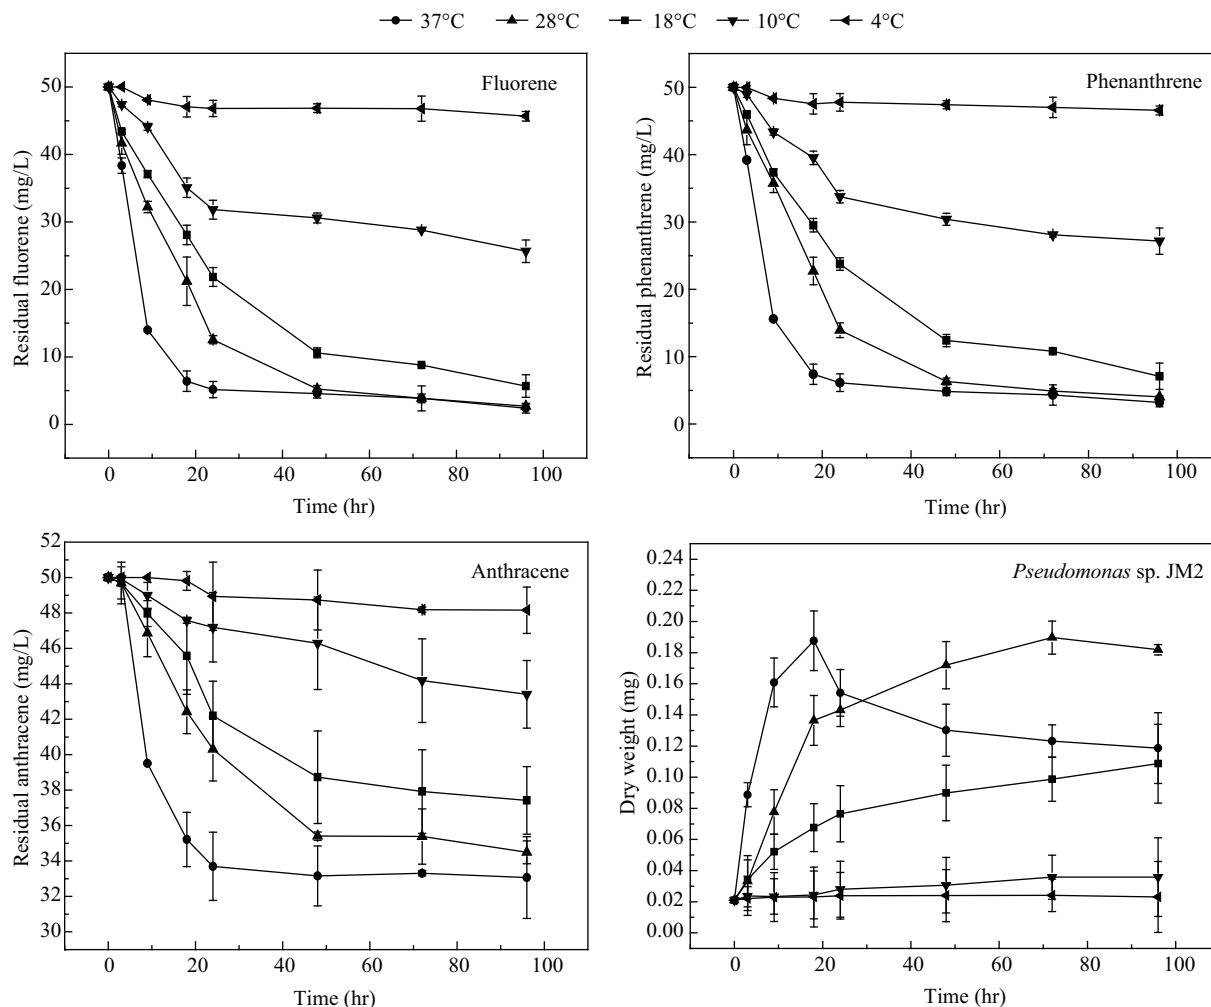 37°C 28°C 18°C 10°C 4°C
Fluorene
Residual fluorene (mg/L)
50
40
30
20
10
0
0 20 40 60 80 100
Time (hr)
Phenanthrene
Residual phenanthrene (mg/L)
50
40
30
20
10
0
0 20 40 60 80 100
Time (hr)
Anthracene
Residual anthracene (mg/L)
52
50
48
46
44
42
40
38
36
34
32
30
0 20 40 60 80 100
Time (hr)
Pseudomonas sp. JM2
Dry weight (mg)
0.24
0.22
0.20
0.18
0.16
0.14
0.12
0.10
0.08
0.06
0.04
0.02
0.00
0 20 40 60 80 100
Time (hr)